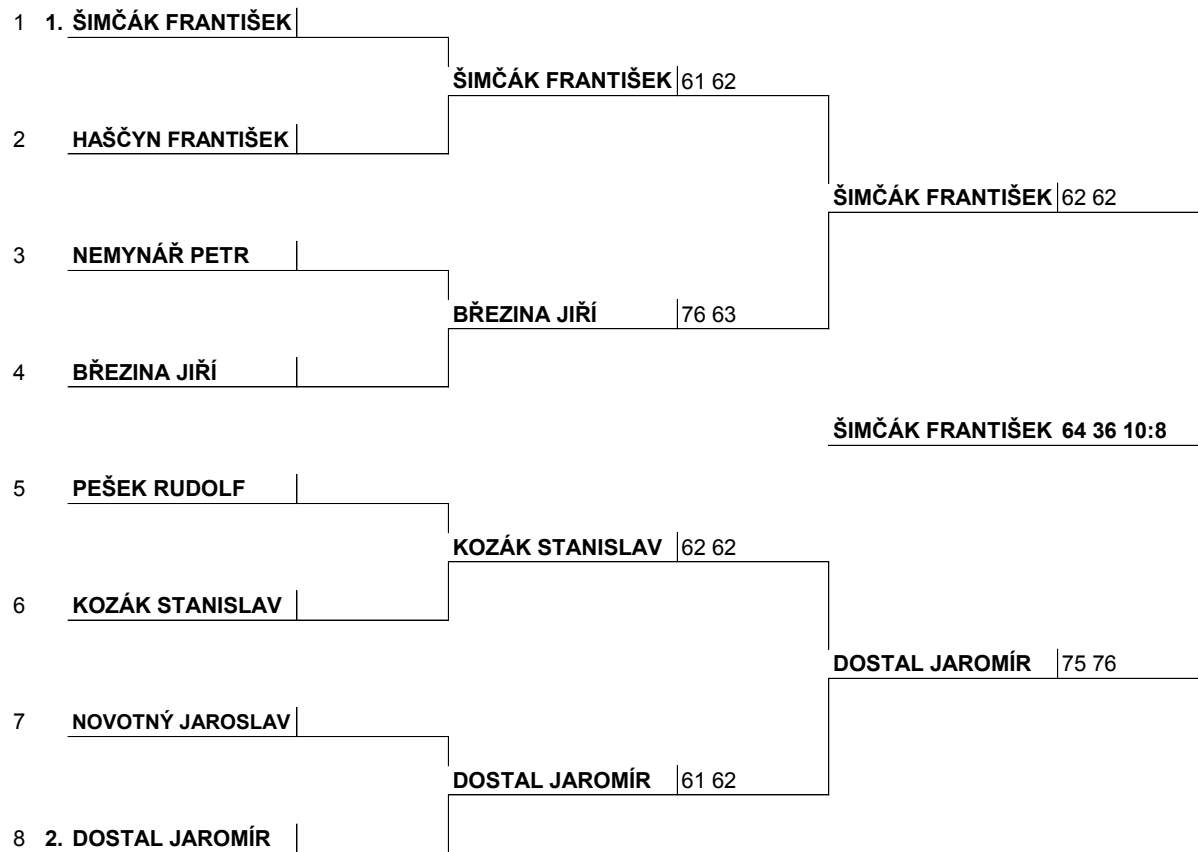 1 1. ŠIMČÁK FRANTIŠEK
ŠIMČÁK FRANTIŠEK 61 62
2 HAŠČYN FRANTIŠEK
ŠIMČÁK FRANTIŠEK 62 62
3 NEMYNÁŘ PETR
BŘEZINA JIŘÍ 76 63
4 BŘEZINA JIŘÍ
ŠIMČÁK FRANTIŠEK 64 36 10:8
5 PEŠEK RUDOLF
KOZÁK STANISLAV 62 62
6 KOZÁK STANISLAV
DOSTAL JAROMÍR 75 76
7 NOVOTNÝ JAROSLAV
DOSTAL JAROMÍR 61 62
8 2. DOSTAL JAROMÍR